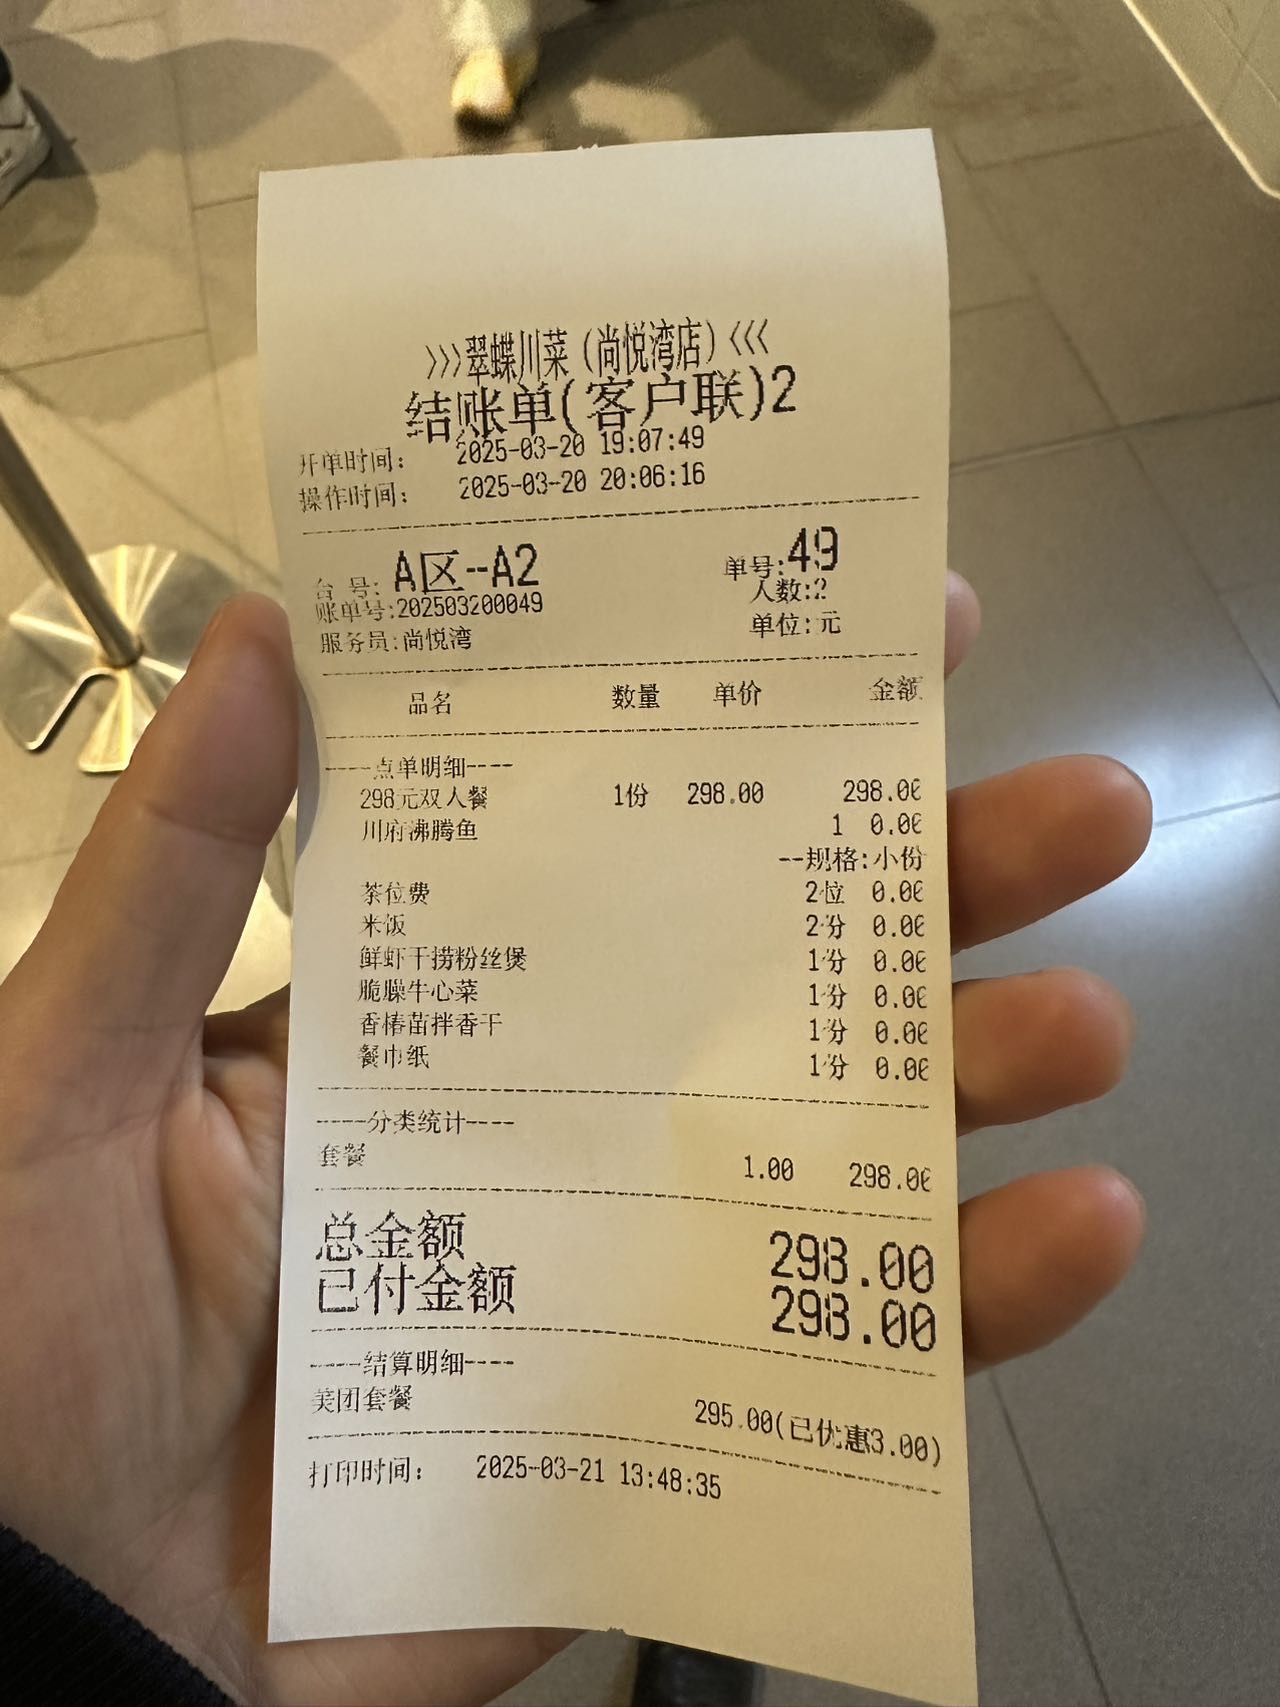 >>>翠蝶川菜（尚悦湾店）<<<
结账单(客户联)2
开单时间： 2025-03-20 19:07:49
操作时间： 2025-03-20 20:06:16
台号: A区--A2 单号:49
账单号:202503200049 人数:2
服务员:尚悦湾 单位:元
品名 数量 单价 金额
----点单明细----
298元双人餐 1份 298.00 298.00
川府沸腾鱼 1 0.00
--规格:小份
茶位费 2位 0.00
米饭 2份 0.00
鲜虾干捞粉丝煲 1份 0.00
脆臊牛心菜 1份 0.00
香椿苗拌香干 1份 0.00
餐巾纸 1份 0.00
----分类统计----
套餐 1.00 298.00
总金额 298.00
已付金额 298.00
----结算明细----
美团套餐 295.00(已优惠3.00)
打印时间： 2025-03-21 13:48:35